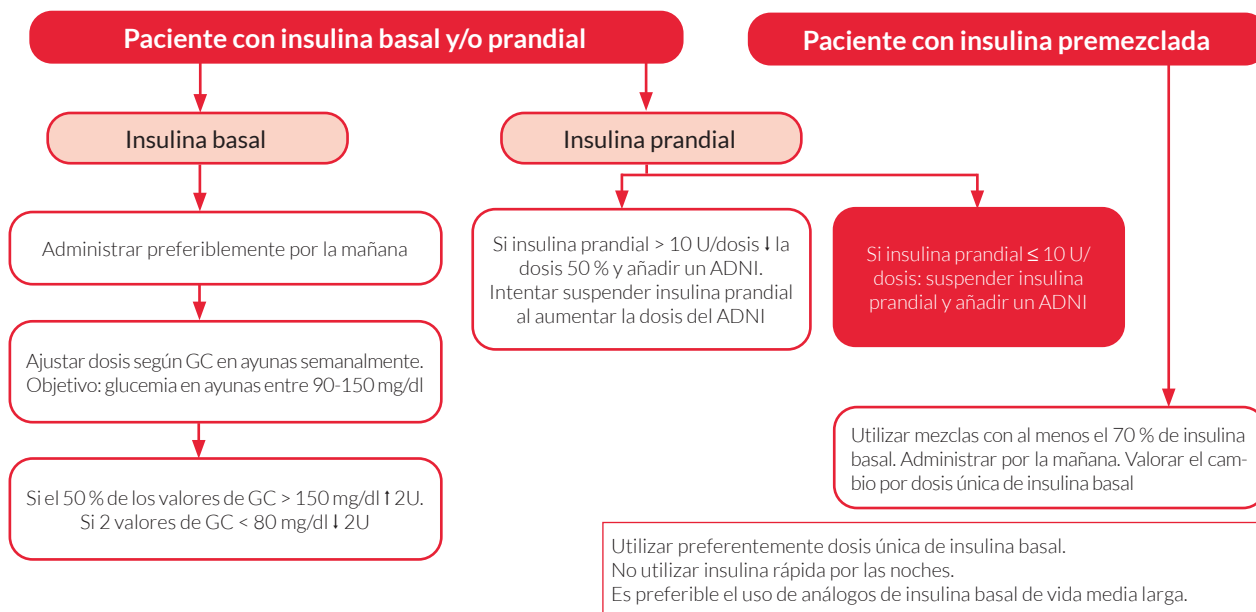 Paciente con insulina basal y/o prandial
Paciente con insulina premezclada
Insulina basal
Insulina prandial
Administrar preferiblemente por la mañana
Si insulina prandial > 10 U/dosis ⬇ la
dosis 50 % y añadir un ADNI.
Intentar suspender insulina prandial
al aumentar la dosis del ADNI
Si insulina prandial ≤ 10 U/
dosis: suspender insulina
prandial y añadir un ADNI
Ajustar dosis según GC en ayunas semanalmente.
Objetivo: glucemia en ayunas entre 90-150 mg/dl
Utilizar mezclas con al menos el 70 % de insulina
basal. Administrar por la mañana. Valorar el cam-
bio por dosis única de insulina basal
Si el 50 % de los valores de GC > 150 mg/dl ⬆ 2U.
Si 2 valores de GC < 80 mg/dl ⬇ 2U
Utilizar preferentemente dosis única de insulina basal.
No utilizar insulina rápida por las noches.
Es preferible el uso de análogos de insulina basal de vida media larga.